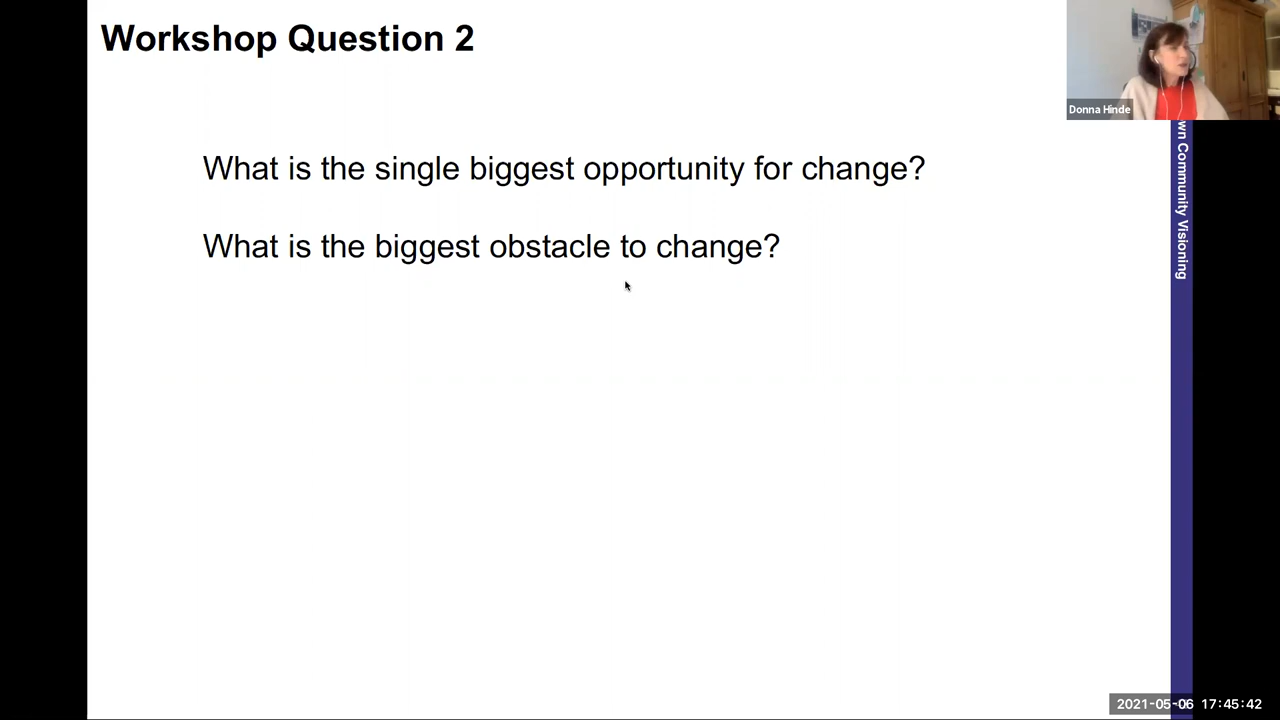 Workshop Question 2
What is the single biggest opportunity for change?
What is the biggest obstacle to change?
Donna Hinde
Community Visioning
2021-05-06 17:45:42